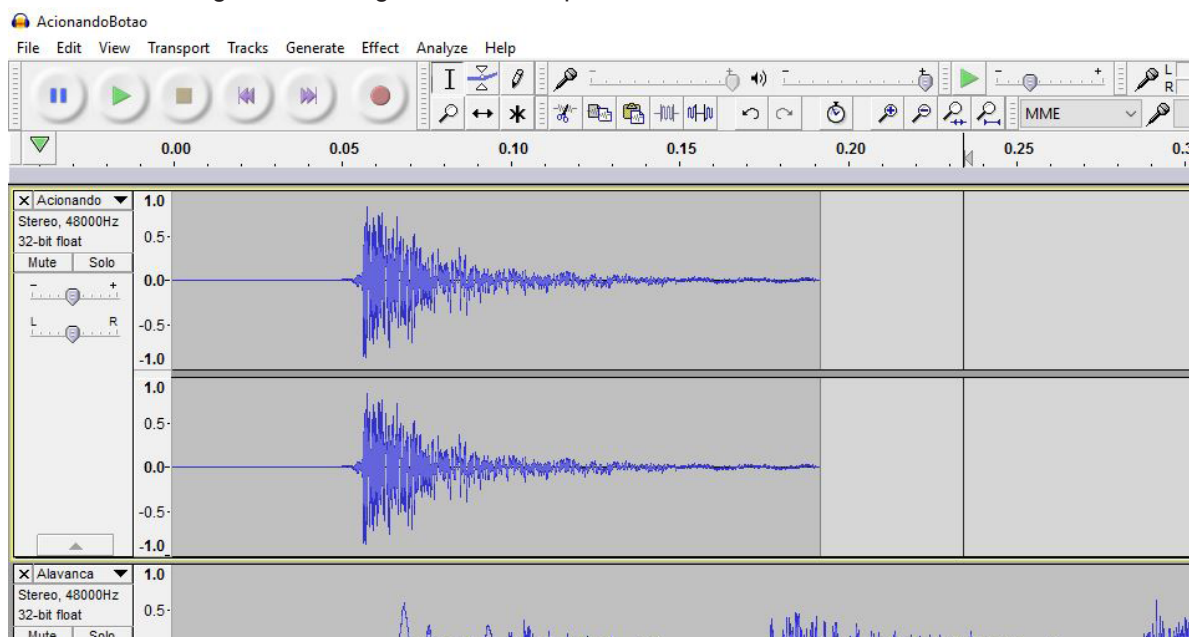 AcionandoBotao
File Edit View Transport Tracks Generate Effect Analyze Help
L
R
MME
0.00 0.05 0.10 0.15 0.20 0.25
Acionando
Stereo, 48000Hz
32-bit float
Mute Solo
- +
L R
1.0
0.5
0.0
-0.5
-1.0
1.0
0.5
0.0
-0.5
-1.0
Alavanca
Stereo, 48000Hz
32-bit float
Mute Solo
1.0
0.5